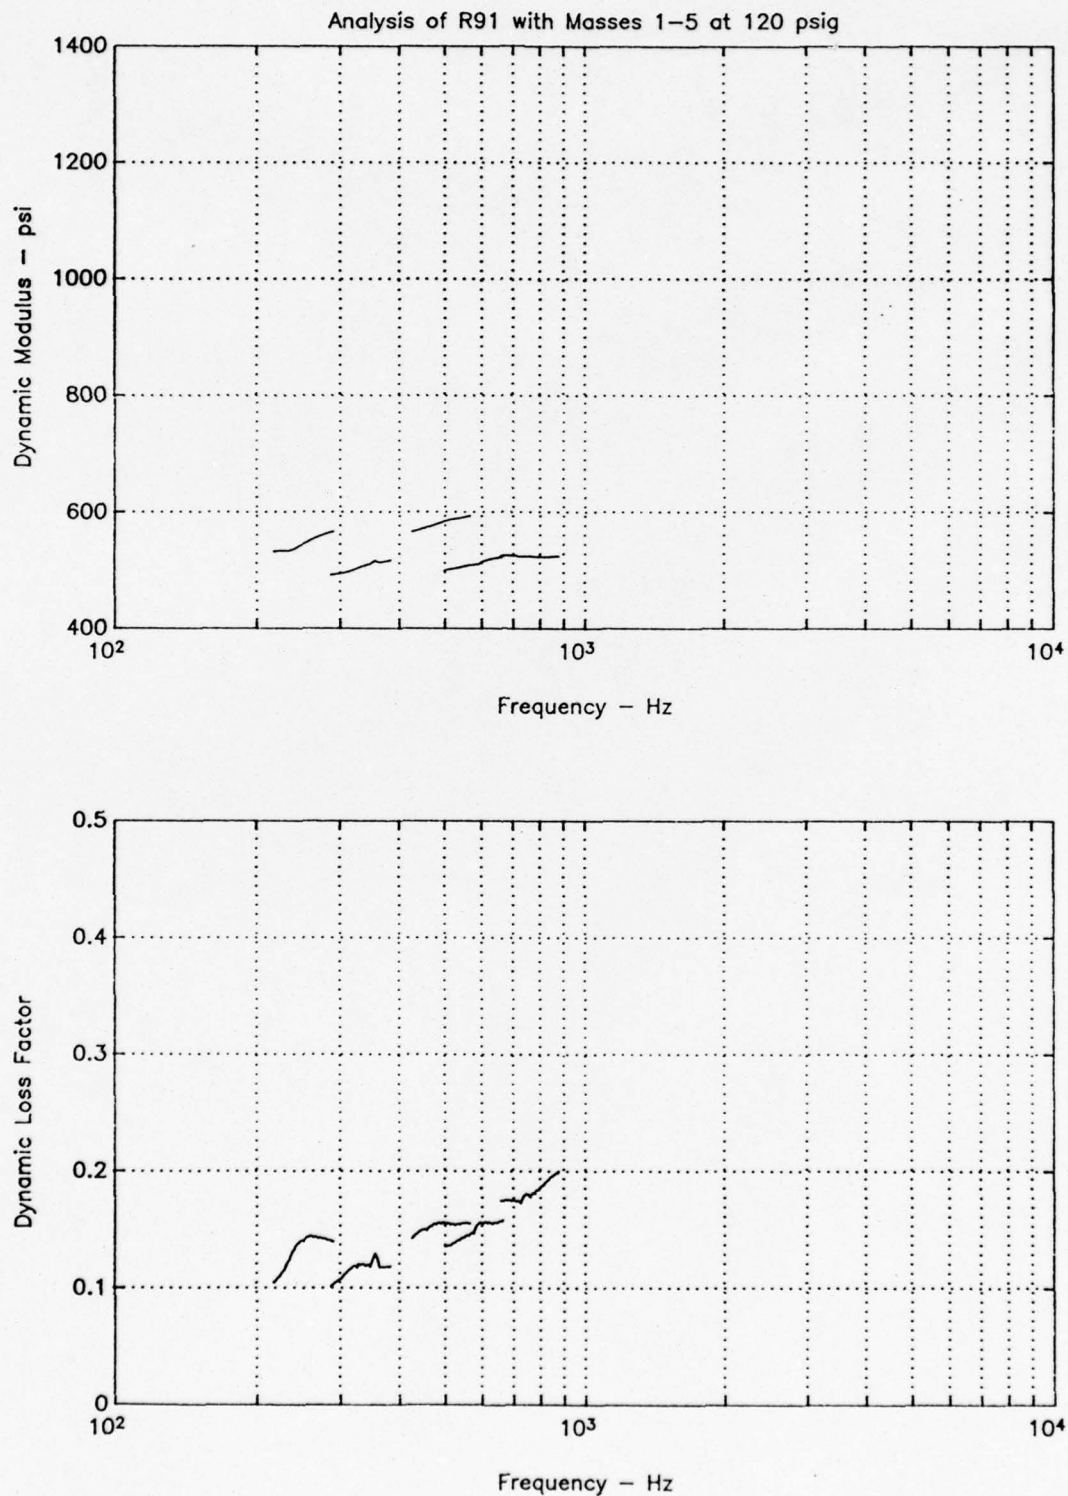 Analysis of R91 with Masses 1–5 at 120 psig
1400
1200
1000
800
600
400
Dynamic Modulus – psi
10² 10³ 10⁴
Frequency – Hz
0.5
0.4
0.3
0.2
0.1
0
Dynamic Loss Factor
10² 10³ 10⁴
Frequency – Hz